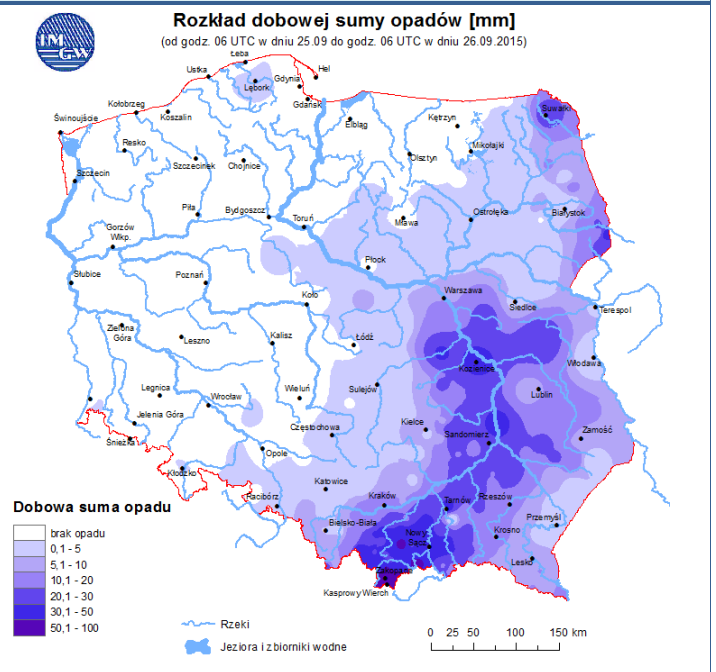 Rozkład dobowej sumy opadów [mm]
(od godz. 06 UTC w dniu 25.09 do godz. 06 UTC w dniu 26.09.2015)
IM
GW
Łeba
Ustka
Hel
Gdynia
Lębork
Gdańsk
Kołobrzeg
Koszalin
Suwałki
Świnoujście
Elbląg
Kętrzyn
Resko
Mikołajki
Szczecinek
Chojnice
Olsztyn
Szczecin
Piła
Bydgoszcz
Toruń
Mława
Ostrołęka
Białystok
Gorzów
Wlkp.
Płock
Słubice
Poznań
Koło
Warszawa
Siedlce
Terespol
Zielona
Góra
Leszno
Kalisz
Łódź
Kozienice
Włodawa
Legnica
Wrocław
Wieluń
Sulejów
Lublin
Jelenia Góra
Częstochowa
Kielce
Sandomierz
Zamość
Śnieżka
Opole
Kłodzko
Katowice
Racibórz
Kraków
Tarnów
Rzeszów
Przemyśl
Bielsko-Biała
Nowy
Sącz
Krosno
Lesko
Zakopane
Kasprowy Wierch
Dobowa suma opadu
brak opadu
0,1 - 5
5,1 - 10
10,1 - 20
20,1 - 30
30,1 - 50
50,1 - 100
Rzeki
Jeziora i zbiorniki wodne
0 25 50 100 150 km